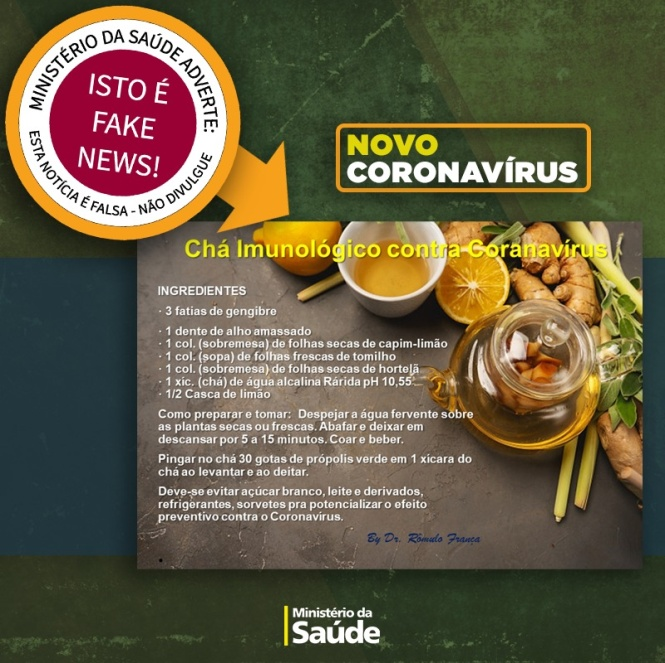 MINISTÉRIO DA SAÚDE ADVERTE:
ISTO É
FAKE
NEWS!
ESTA NOTÍCIA É FALSA - NÃO DIVULGUE
NOVO
CORONAVÍRUS
Chá Imunológico contra Coranavírus
INGREDIENTES
· 3 fatias de gengibre
· 1 dente de alho amassado
· 1 col. (sobremesa) de folhas secas de capim-limão
· 1 col. (sopa) de folhas frescas de tomilho
· 1 col. (sobremesa) de folhas secas de hortelã
· 1 xic. (chá) de água alcalina Rárida pH 10,55
· 1/2 Casca de limão
Como preparar e tomar: Despejar a água fervente sobre
as plantas secas ou frescas. Abafar e deixar em
descansar por 5 a 15 minutos. Coar e beber.
Pingar no chá 30 gotas de própolis verde em 1 xicara do
chá ao levantar e ao deitar.
Deve-se evitar açúcar branco, leite e derivados,
refrigerantes, sorvetes pra potencializar o efeito
preventivo contra o Coronavírus.
By Dr. Rômulo França
Ministério da
Saúde